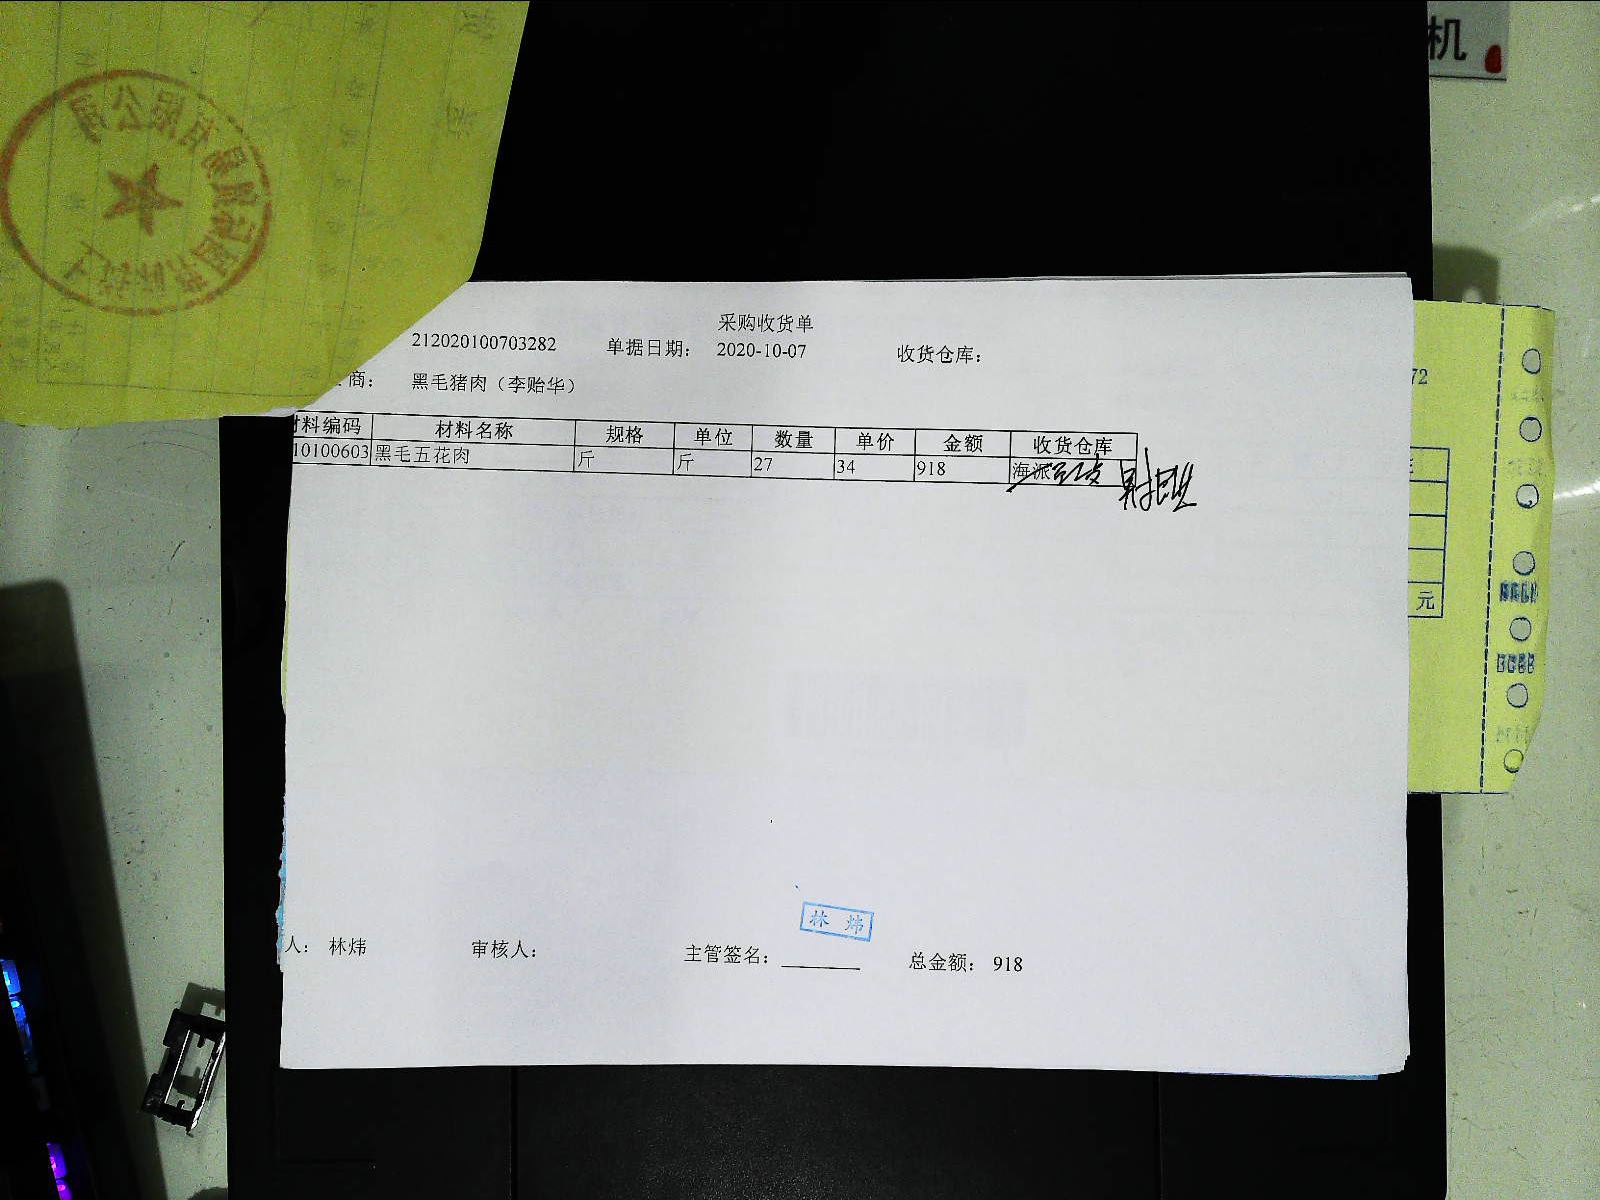 机
采购收货单
212020100703282 单据日期： 2020-10-07 收货仓库：
商： 黑毛猪肉（李贻华）
材料编码 材料名称 规格 单位 数量 单价 金额 收货仓库
10100603 黑毛五花肉 斤 斤 27 34 918 海派
72
元
林 炜
人： 林炜 审核人： 主管签名： 总金额： 918